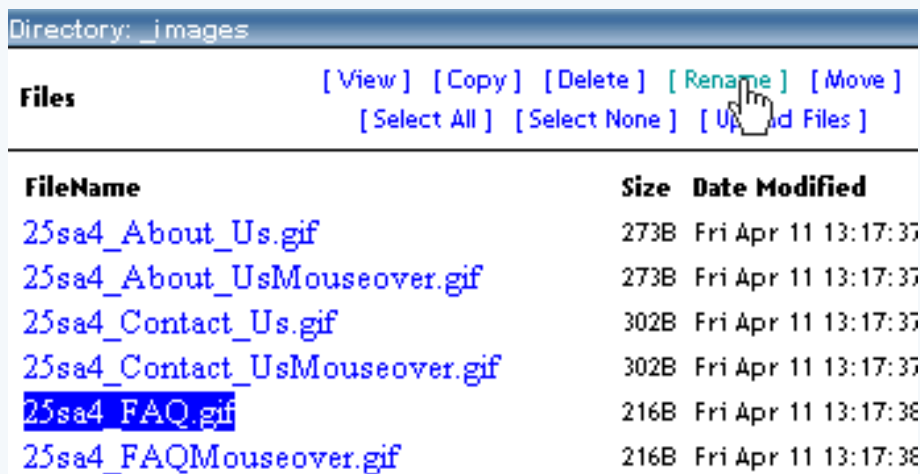 Directory: _images
Files [ View ] [ Copy ] [ Delete ] [ Rename ] [ Move ]
[ Select All ] [ Select None ] [ Upload Files ]
FileName Size Date Modified
25sa4_About_Us.gif 273B Fri Apr 11 13:17:37
25sa4_About_UsMouseover.gif 273B Fri Apr 11 13:17:37
25sa4_Contact_Us.gif 302B Fri Apr 11 13:17:37
25sa4_Contact_UsMouseover.gif 302B Fri Apr 11 13:17:37
25sa4_FAQ.gif 216B Fri Apr 11 13:17:38
25sa4_FAQMouseover.gif 216B Fri Apr 11 13:17:38